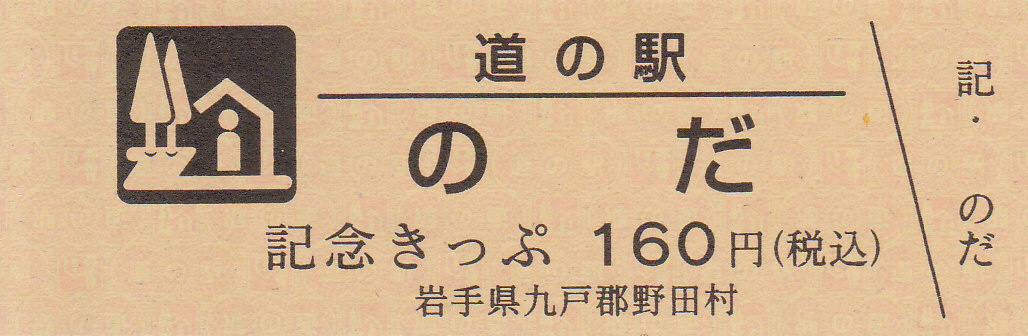 道の駅
のだ
記念きっぷ 160円(税込)
岩手県九戸郡野田村
記・のだ